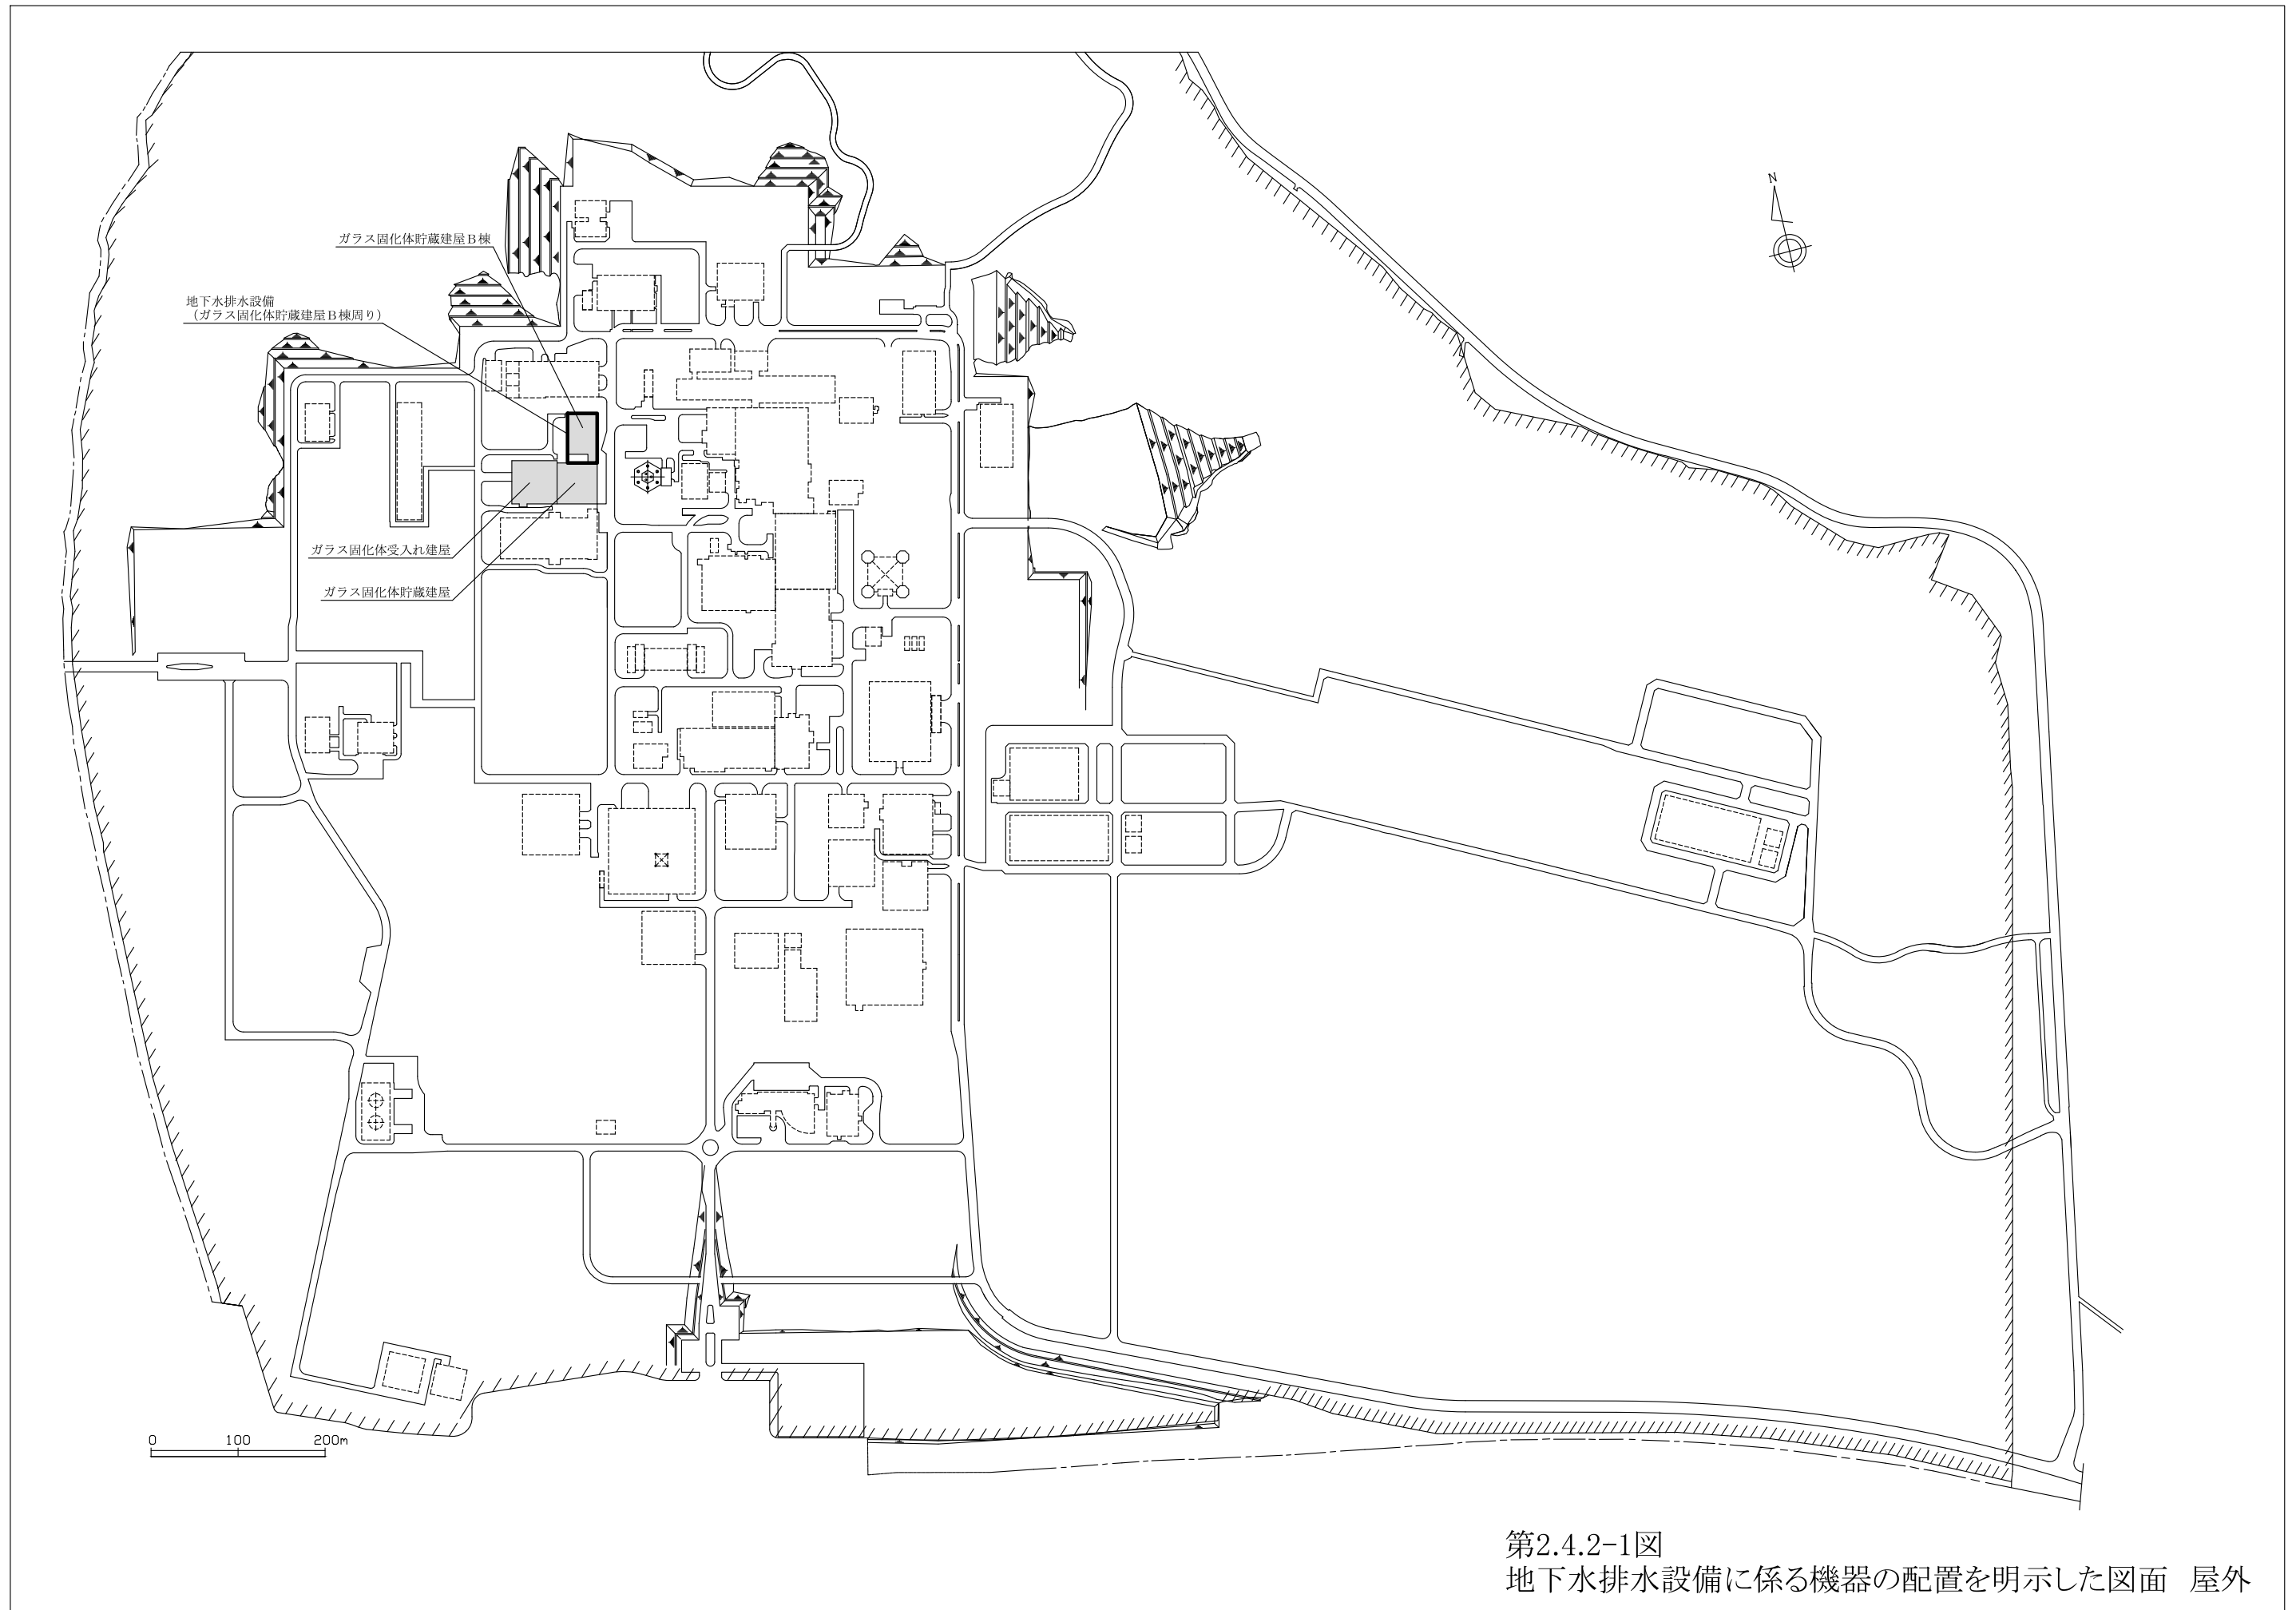 N
ガラス固化体貯蔵建屋Ｂ棟
地下水排水設備
（ガラス固化体貯蔵建屋Ｂ棟周り）
ガラス固化体受入れ建屋
ガラス固化体貯蔵建屋
0 100 200m
第2.4.2-1図
地下水排水設備に係る機器の配置を明示した図面　屋外